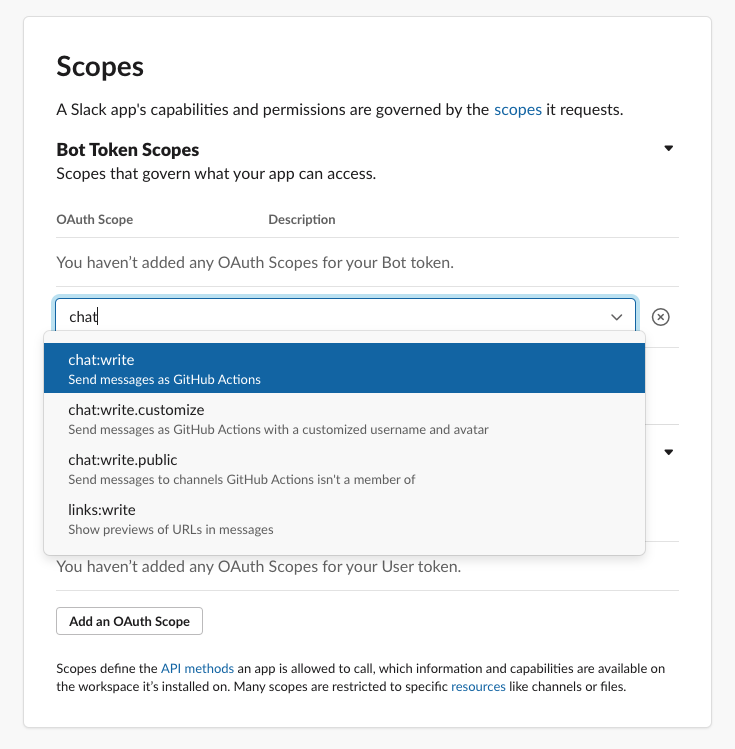 Scopes
A Slack app's capabilities and permissions are governed by the scopes it requests.
Bot Token Scopes
Scopes that govern what your app can access.
OAuth Scope Description
You haven’t added any OAuth Scopes for your Bot token.
chat
chat:write
Send messages as GitHub Actions
chat:write.customize
Send messages as GitHub Actions with a customized username and avatar
chat:write.public
Send messages to channels GitHub Actions isn't a member of
links:write
Show previews of URLs in messages
You haven’t added any OAuth Scopes for your User token.
Add an OAuth Scope
Scopes define the API methods an app is allowed to call, which information and capabilities are available on
the workspace it’s installed on. Many scopes are restricted to specific resources like channels or files.